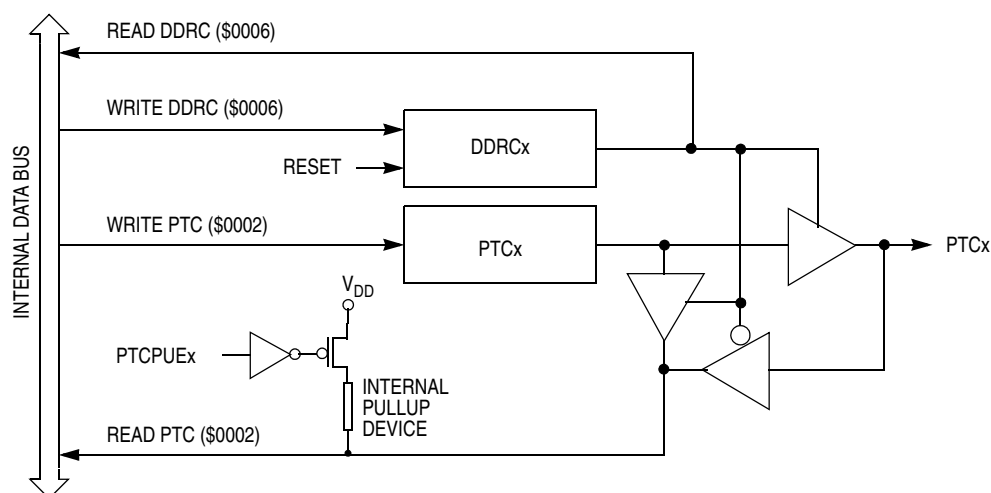 READ DDRC ($0006)
WRITE DDRC ($0006)
DDRCx
RESET
INTERNAL DATA BUS
WRITE PTC ($0002)
PTCx
PTCx
VDD
PTCPUEx
INTERNAL
PULLUP
DEVICE
READ PTC ($0002)